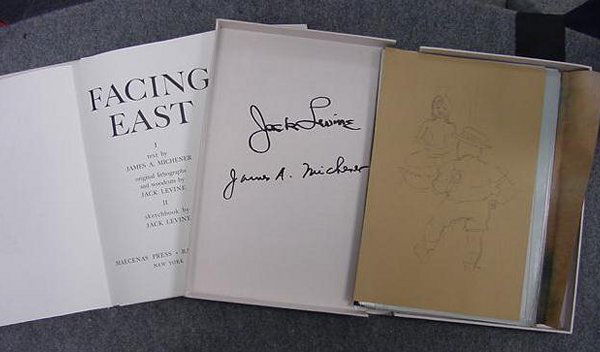 FACING
EAST
I
text by
JAMES A. MICHENER
original lithographs
and woodcuts by
JACK LEVINE
II
sketchbook by
JACK LEVINE
MAECENAS PRESS •
NEW YORK
Jack Levine
James A. Michener